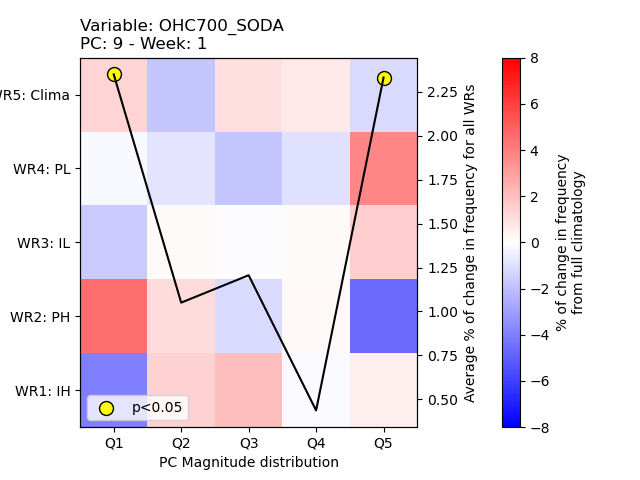 Variable: OHC700_SODA
PC: 9 - Week: 1
WR5: Clima
WR4: PL
WR3: IL
WR2: PH
WR1: IH
p<0.05
Q1 Q2 Q3 Q4 Q5
PC Magnitude distribution
2.25
2.00
1.75
1.50
1.25
1.00
0.75
0.50
Average % of change in frequency for all WRs
8
6
4
2
0
−2
−4
−6
−8
% of change in frequency
from full climatology